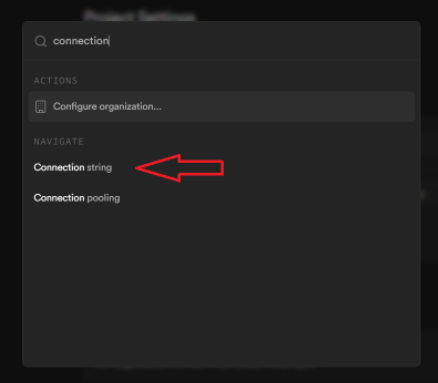 Project Settings
connection
ACTIONS
Configure organization...
NAVIGATE
Connection string
Connection pooling